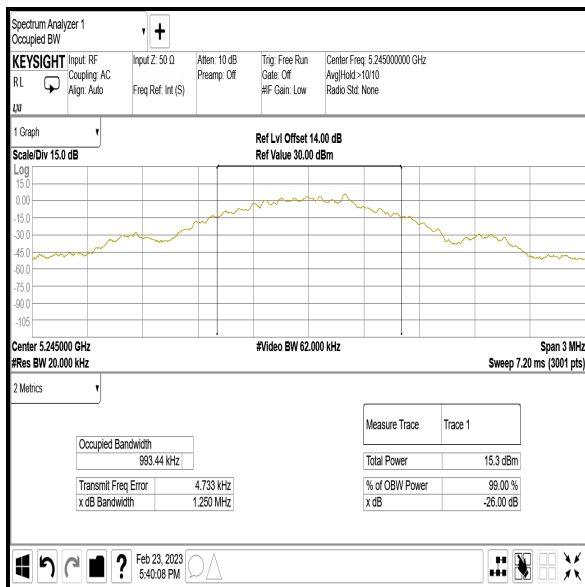 Spectrum Analyzer 1
Occupied BW
KEYSIGHT
RL
LXI
Input: RF
Coupling: AC
Align: Auto
Input Z: 50 Ω
Freq Ref: Int (S)
Atten: 10 dB
Preamp: Off
Trig: Free Run
Gate: Off
#IF Gain: Low
Center Freq: 5.245000000 GHz
Avg|Hold:>10/10
Radio Std: None
1 Graph
Scale/Div 15.0 dB
Ref Lvl Offset 14.00 dB
Ref Value 30.00 dBm
Log
15.0
0.00
-15.0
-30.0
-45.0
-60.0
-75.0
-90.0
-105
Center 5.245000 GHz
#Res BW 20.000 kHz
#Video BW 62.000 kHz
Span 3 MHz
Sweep 7.20 ms (3001 pts)
2 Metrics
Occupied Bandwidth
993.44 kHz
Transmit Freq Error 4.733 kHz
x dB Bandwidth 1.250 MHz
Measure Trace Trace 1
Total Power 15.3 dBm
% of OBW Power 99.00 %
x dB -26.00 dB
?
Feb 23, 2023
5:40:08 PM